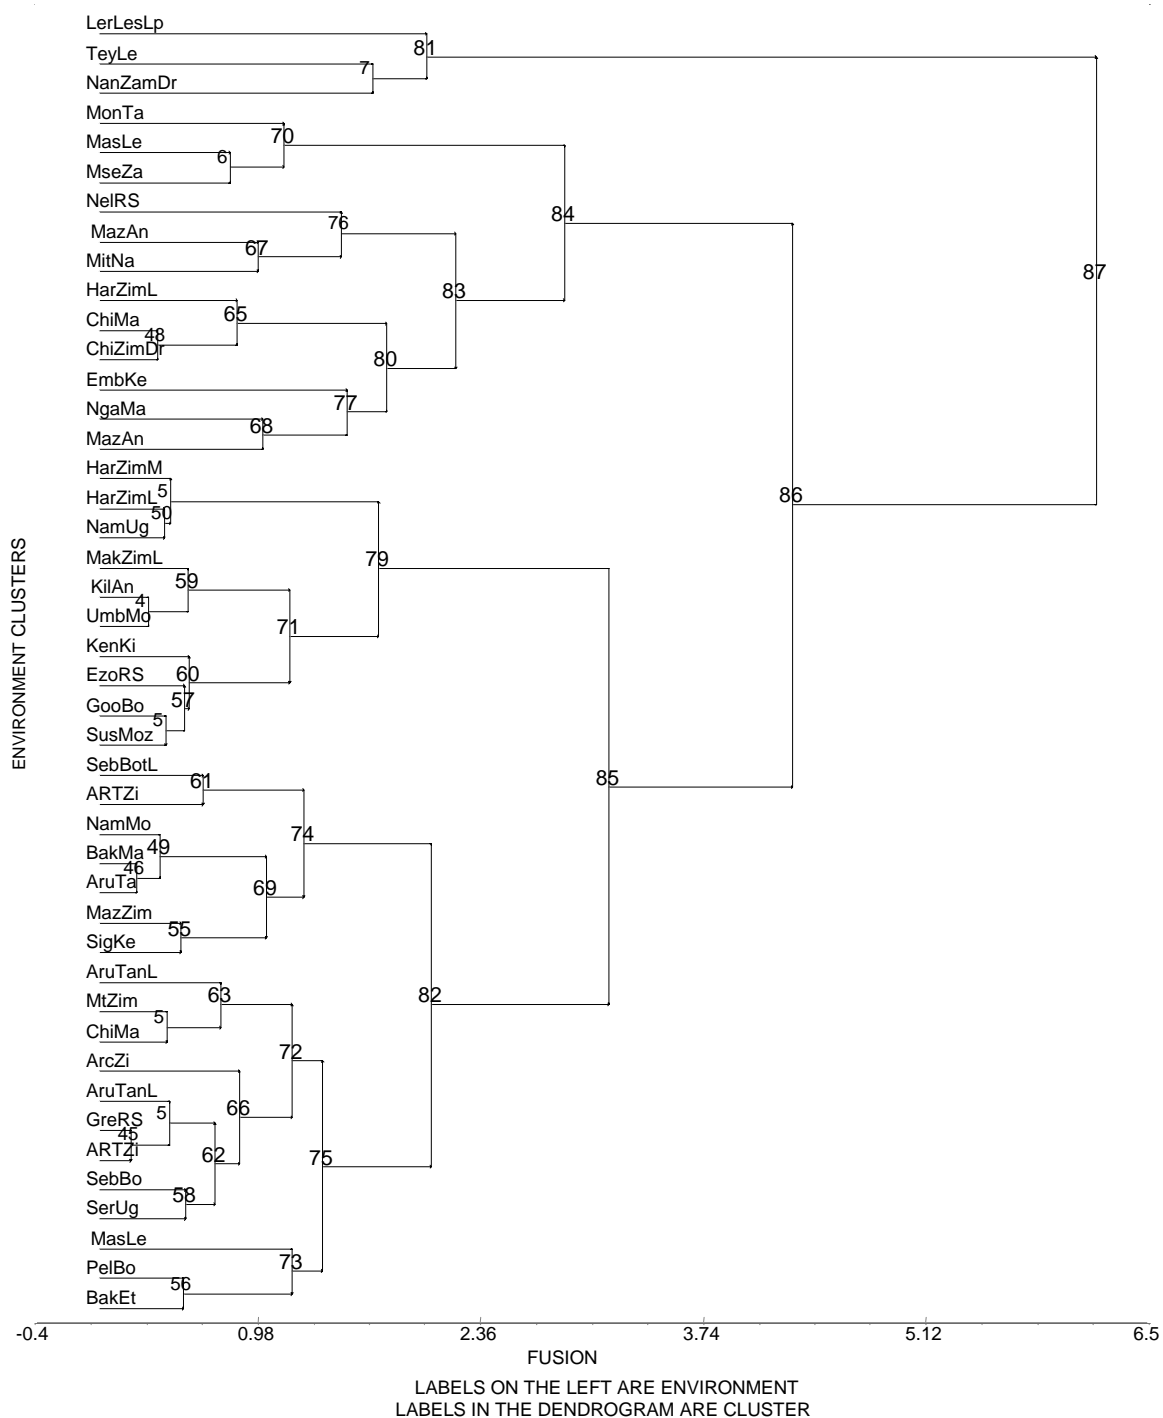 LerLesLp
81
TeyLe
7
NanZamDr
MonTa
70
MasLe
6
MseZa
NelRS
76
84
MazAn
67
MitNa
87
HarZimL
83
65
ChiMa
48
ChiZimDr
80
EmbKe
77
NgaMa
68
MazAn
HarZimM
5
HarZimL
86
50
NamUg
MakZimL
79
KilAn
59
4
UmbMo
71
KenKi
EzoRS
60
57
GooBo
5
SusMoz
SebBotL
61
85
ARTZi
NamMo
74
49
BakMa
46
AruTa
69
MazZim
55
SigKe
AruTanL
63
82
MtZim
5
ChiMa
72
ArcZi
AruTanL
66
5
GreRS
45
ARTZi
62
75
SebBo
58
SerUg
MasLe
73
PelBo
56
BakEt
ENVIRONMENT CLUSTERS
-0.4 0.98 2.36 3.74 5.12 6.5
FUSION
LABELS ON THE LEFT ARE ENVIRONMENT
LABELS IN THE DENDROGRAM ARE CLUSTER